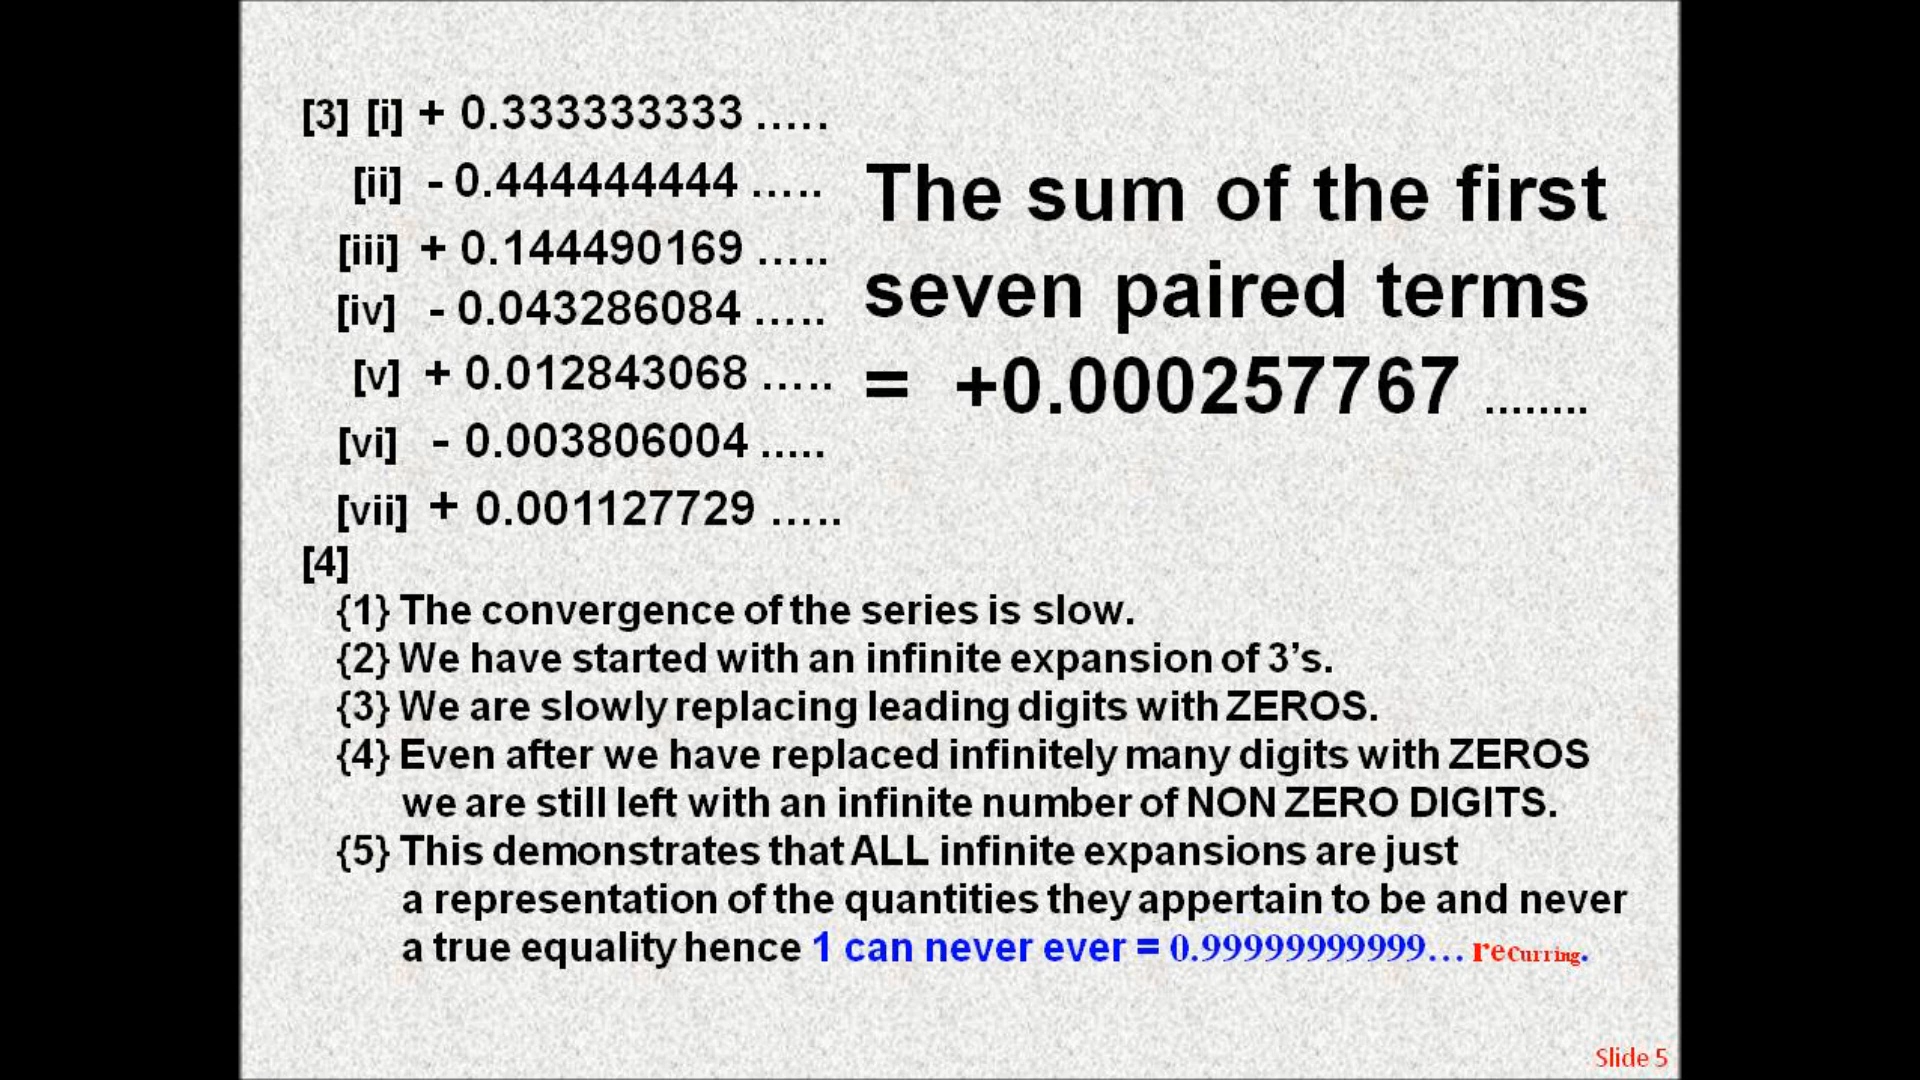 [3] [i] + 0.333333333 .....
[ii] - 0.444444444 .....
[iii] + 0.144490169 .....
[iv] - 0.043286084 .....
[v] + 0.012843068 .....
[vi] - 0.003806004 .....
[vii] + 0.001127729 .....
The sum of the first
seven paired terms
= +0.000257767 ........
[4]
{1} The convergence of the series is slow.
{2} We have started with an infinite expansion of 3’s.
{3} We are slowly replacing leading digits with ZEROS.
{4} Even after we have replaced infinitely many digits with ZEROS
we are still left with an infinite number of NON ZERO DIGITS.
{5} This demonstrates that ALL infinite expansions are just
a representation of the quantities they appertain to be and never
a true equality hence 1 can never ever = 0.99999999999... recurring.
Slide 5